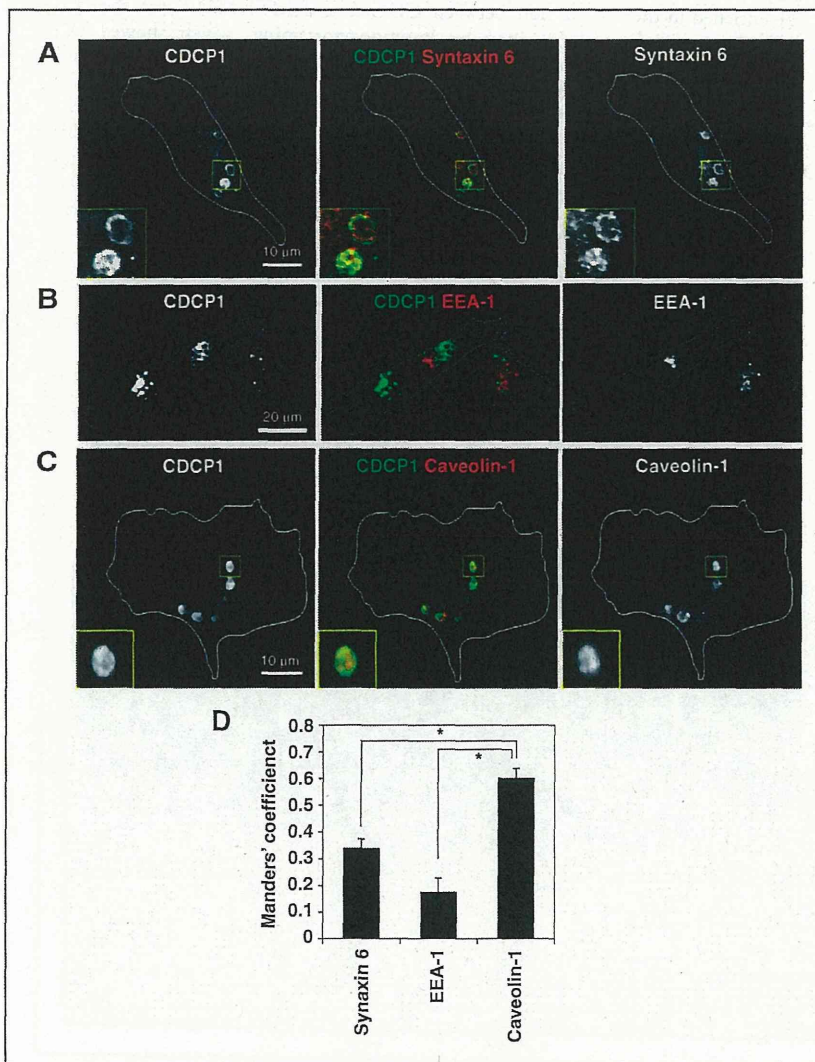 A
CDCP1
CDCP1 Syntaxin 6
Syntaxin 6
10 μm
B
CDCP1
CDCP1 EEA-1
EEA-1
20 μm
C
CDCP1
CDCP1 Caveolin-1
Caveolin-1
10 μm
D
Manders' coefficienct
0.8
0.7
0.6
0.5
0.4
0.3
0.2
0.1
0
*
*
Synaxin 6
EEA-1
Caveolin-1